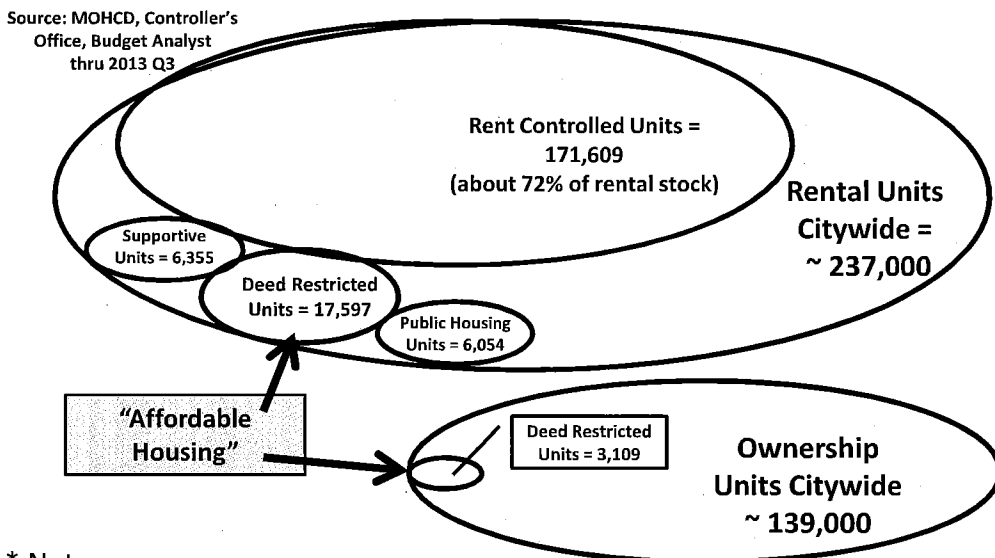 Source: MOHCD, Controller's
Office, Budget Analyst
thru 2013 Q3
Rent Controlled Units =
171,609
(about 72% of rental stock)
Rental Units
Citywide =
~ 237,000
Supportive
Units = 6,355
Deed Restricted
Units = 17,597
Public Housing
Units = 6,054
"Affordable
Housing"
Deed Restricted
Units = 3,109
Ownership
Units Citywide
~ 139,000